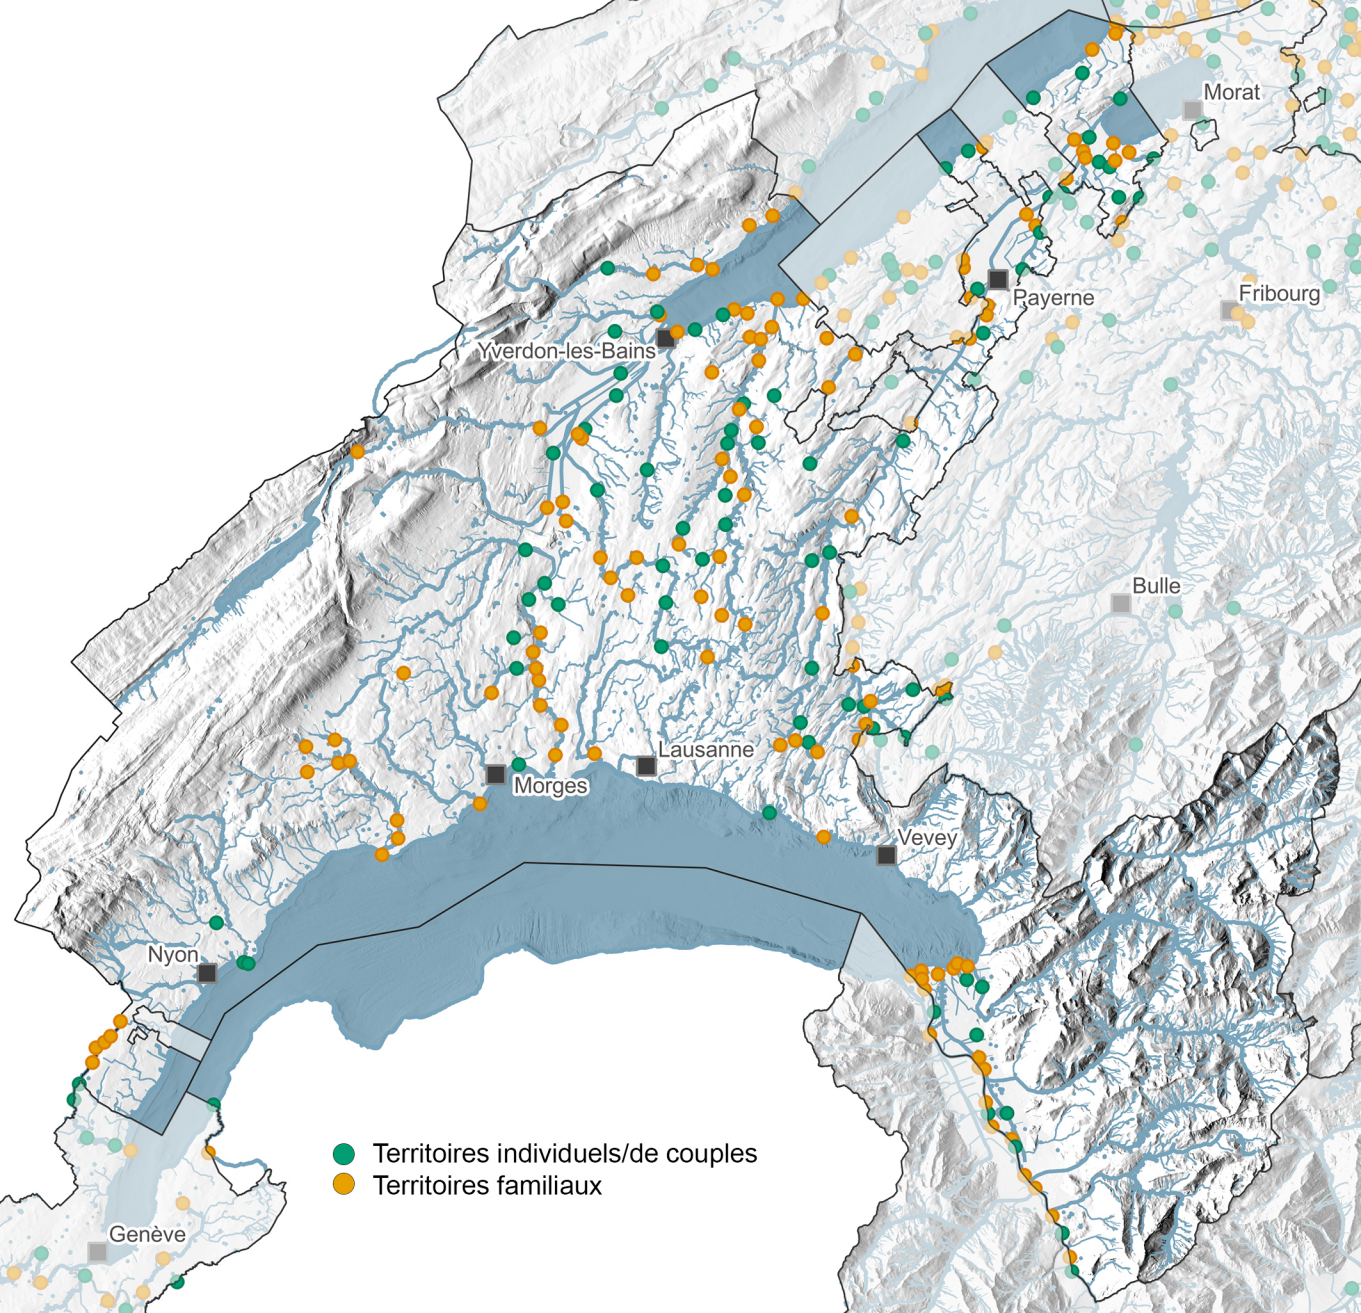 Morat
Fribourg
Payerne
Yverdon-les-Bains
Bulle
Lausanne
Morges
Vevey
Nyon
Territoires individuels/de couples
Territoires familiaux
Genève